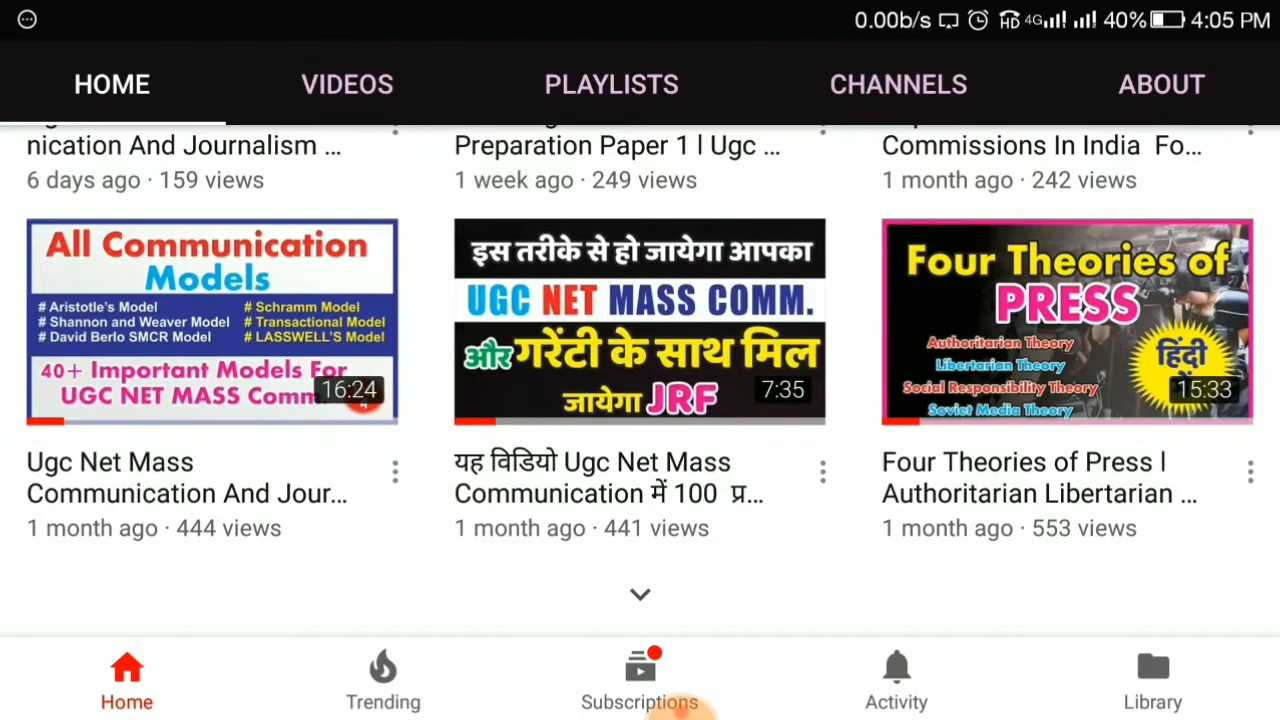 0.00b/s HD 4G 40% 4:05 PM
HOME VIDEOS PLAYLISTS CHANNELS ABOUT
nication And Journalism ...
6 days ago · 159 views
Preparation Paper 1 l Ugc ...
1 week ago · 249 views
Commissions In India Fo...
1 month ago · 242 views
All Communication
Models
# Aristotle's Model
# Shannon and Weaver Model
# David Berlo SMCR Model
# Schramm Model
# Transactional Model
# LASSWELL'S Model
40+ Important Models For
UGC NET MASS Comm.
16:24
इस तरीके से हो जायेगा आपका
UGC NET MASS COMM.
और गरेंटी के साथ मिल
जायेगा JRF
7:35
Four Theories of
PRESS
Authoritarian Theory
Libertarian Theory
Social Responsibility Theory
Soviet Media Theory
हिंदी
15:33
Ugc Net Mass
Communication And Jour...
1 month ago · 444 views
यह विडियो Ugc Net Mass
Communication में 100 प्र...
1 month ago · 441 views
Four Theories of Press l
Authoritarian Libertarian ...
1 month ago · 553 views
Home Trending Subscriptions Activity Library